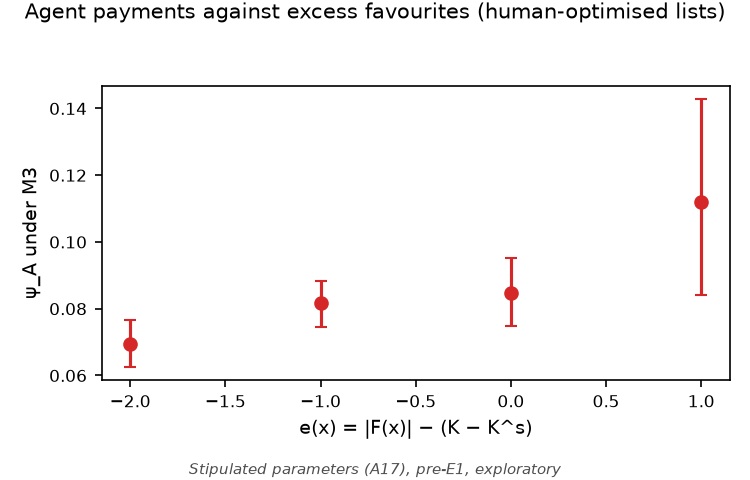 Agent payments against excess favourites (human-optimised lists)
0.14
0.12
0.10
0.08
0.06
ψ_A under M3
−2.0 −1.5 −1.0 −0.5 0.0 0.5 1.0
e(x) = |F(x)| − (K − K^s)
Stipulated parameters (A17), pre-E1, exploratory